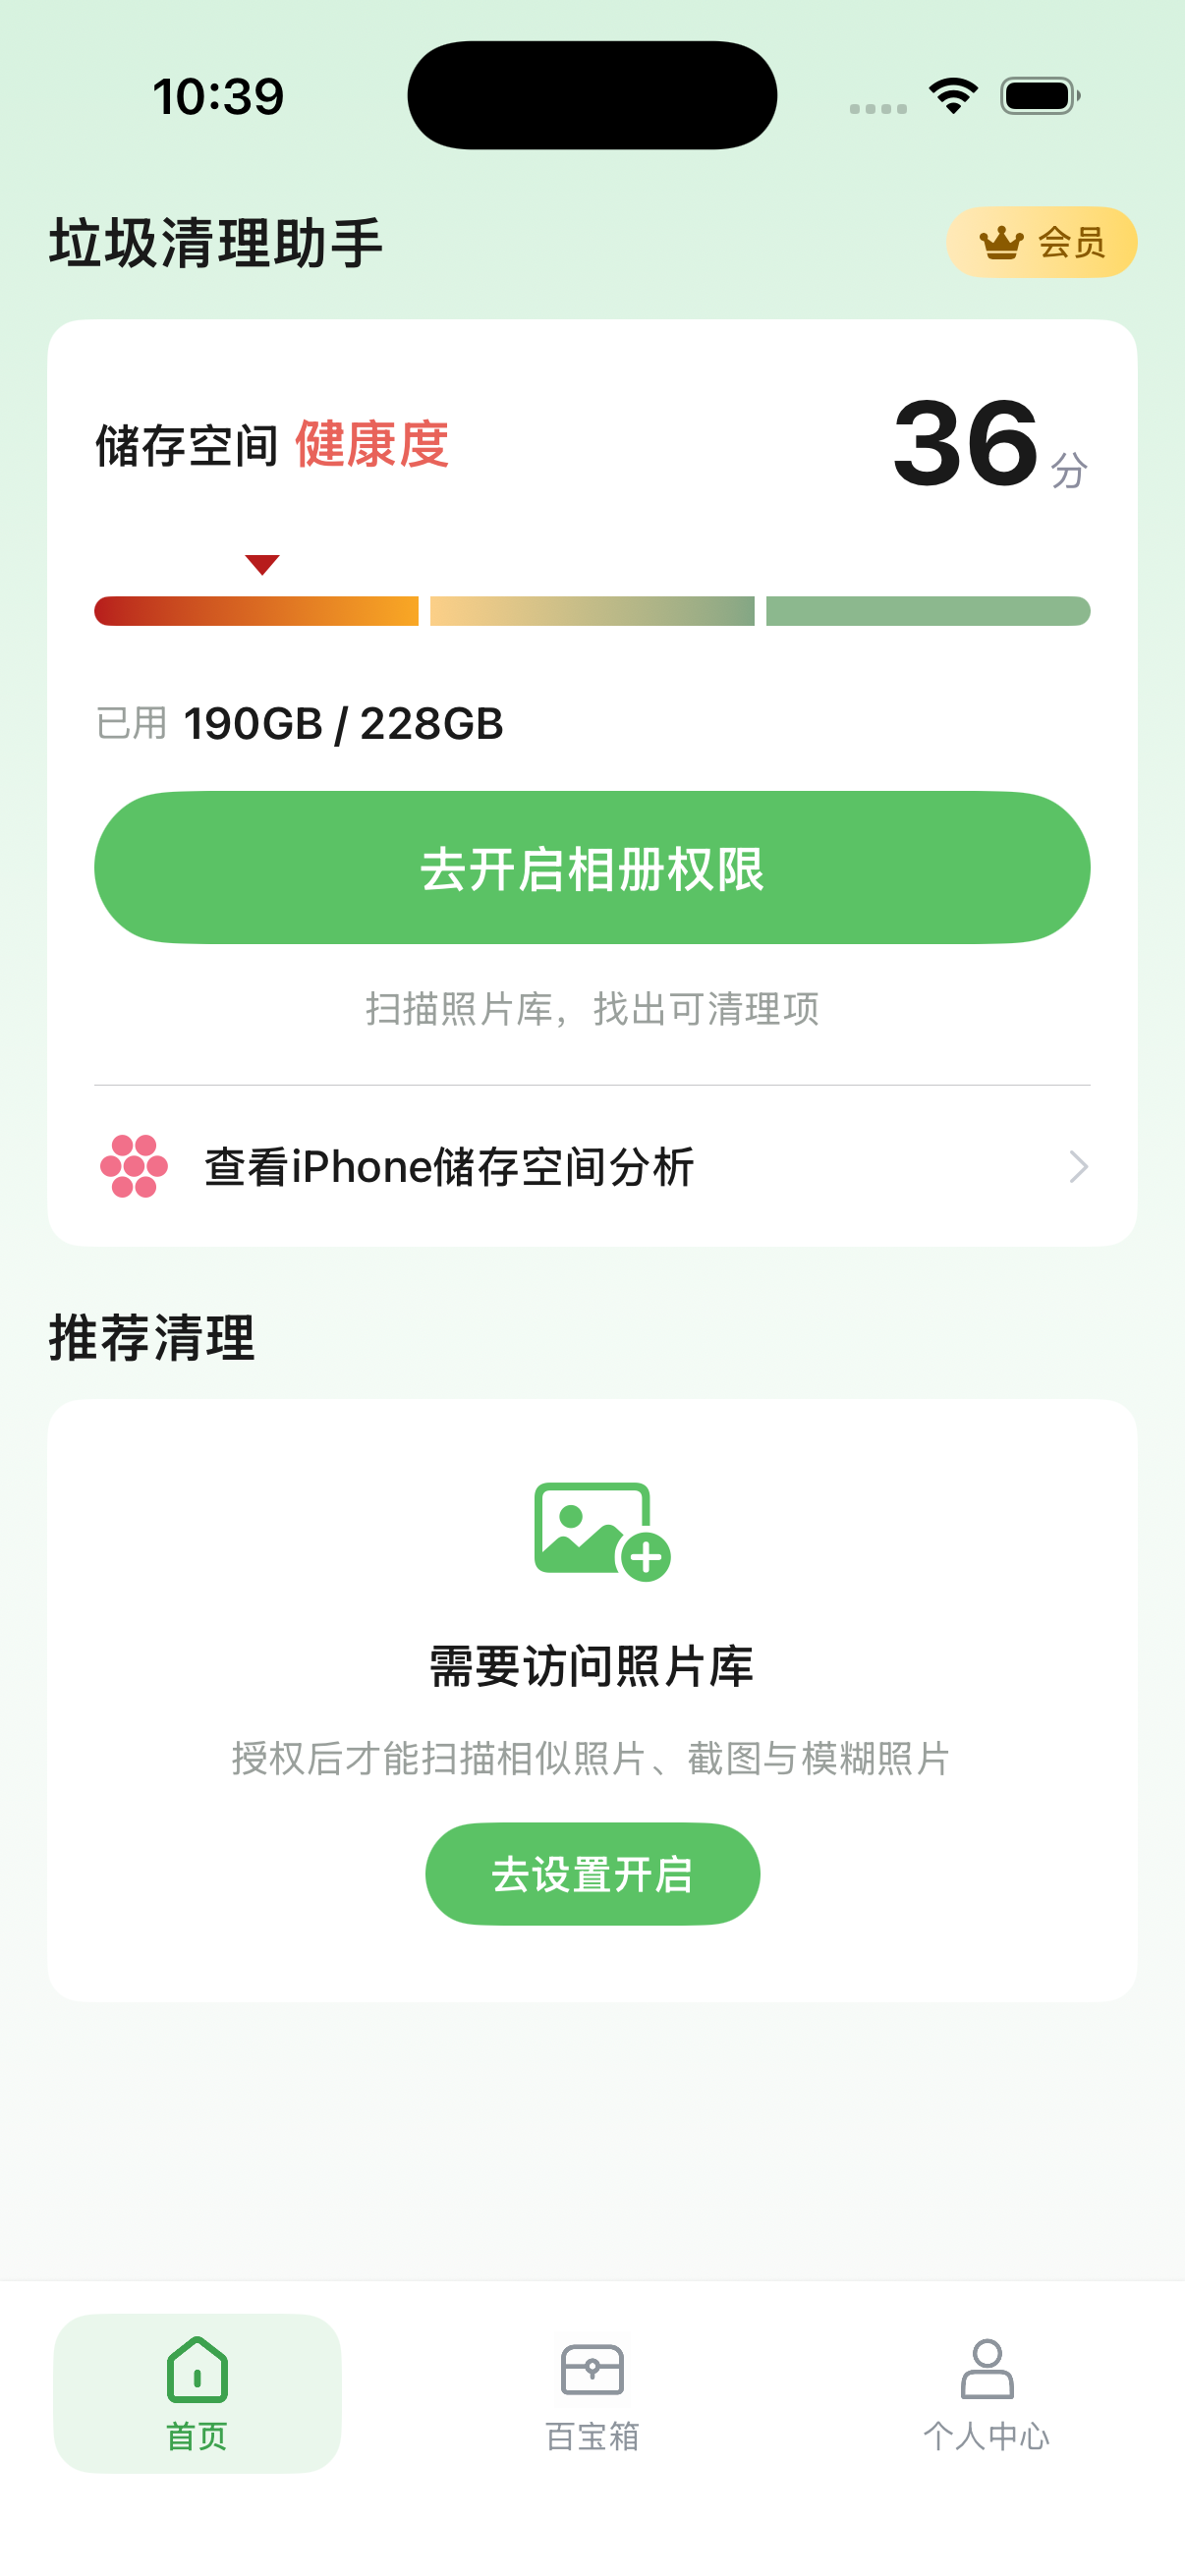 10:39
垃圾清理助手
会员
储存空间 健康度
36 分
已用 190GB / 228GB
去开启相册权限
扫描照片库，找出可清理项
查看iPhone储存空间分析
推荐清理
需要访问照片库
授权后才能扫描相似照片、截图与模糊照片
去设置开启
首页
百宝箱
个人中心